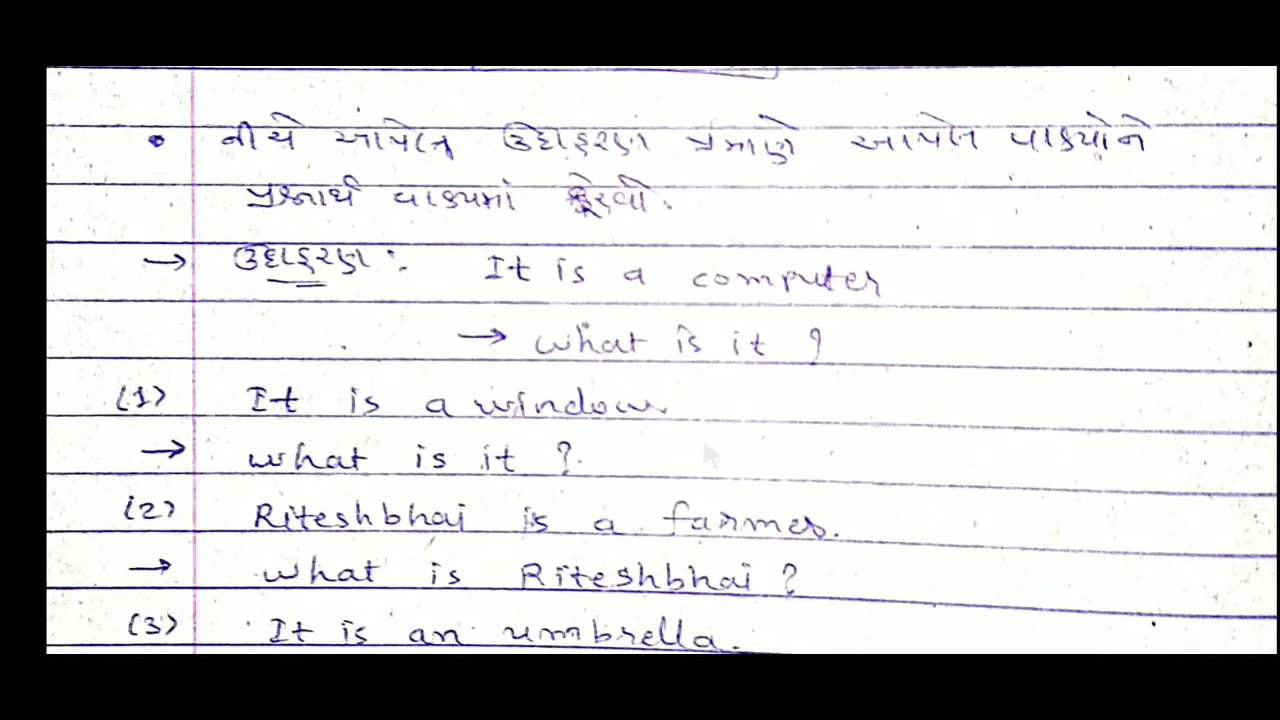 • નીચે આપેલ ઉદાહરણ પ્રમાણે આપેલ વાક્યોને
પ્રશ્નાર્થ વાક્યમાં ફેરવો.
→ ઉદાહરણ :. It is a computer
→ what is it ?
(1) It is a window.
→ what is it ?
(2) Riteshbhai is a farmer.
→ what is Riteshbhai ?
(3) It is an umbrella.